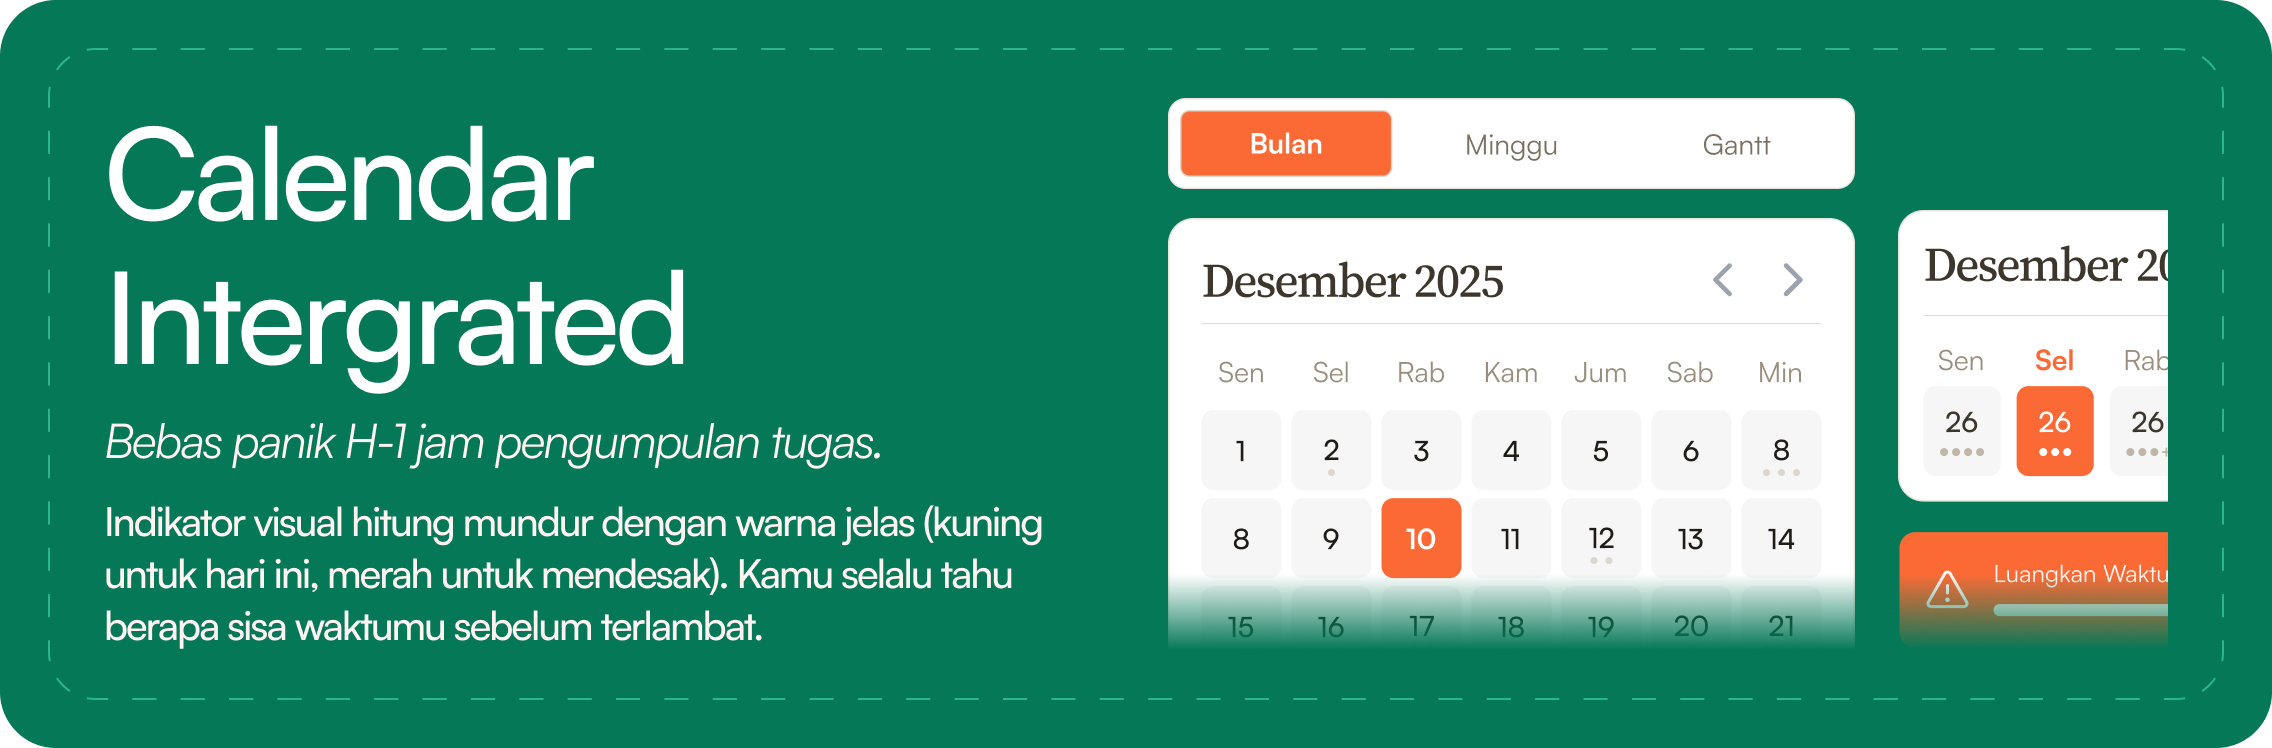 Calendar
Intergrated
Bebas panik H-1 jam pengumpulan tugas.
Indikator visual hitung mundur dengan warna jelas (kuning
untuk hari ini, merah untuk mendesak). Kamu selalu tahu
berapa sisa waktumu sebelum terlambat.
Bulan Minggu Gantt
Desember 2025
Sen Sel Rab Kam Jum Sab Min
1 2 3 4 5 6 8
8 9 10 11 12 13 14
15 16 17 18 19 20 21
Desember 20
Sen Sel Rab
26 26 26
Luangkan Waktu